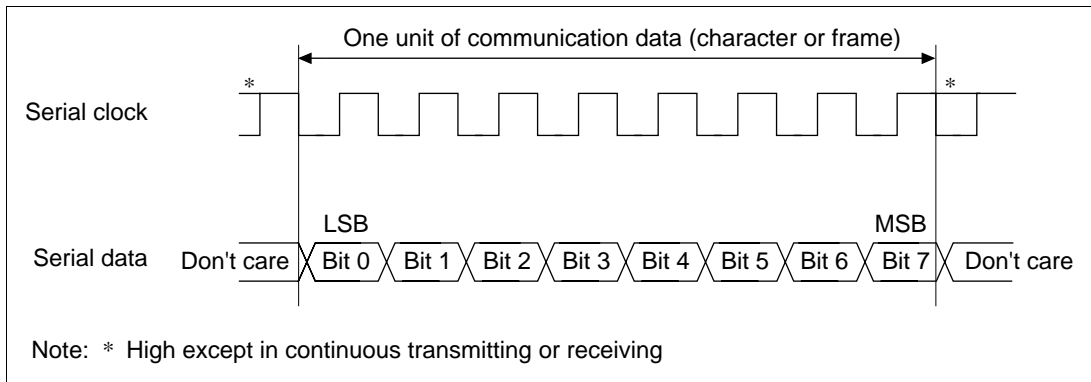 One unit of communication data (character or frame)
* *
Serial clock
LSB MSB
Serial data Don't care Bit 0 Bit 1 Bit 2 Bit 3 Bit 4 Bit 5 Bit 6 Bit 7 Don't care
Note: * High except in continuous transmitting or receiving